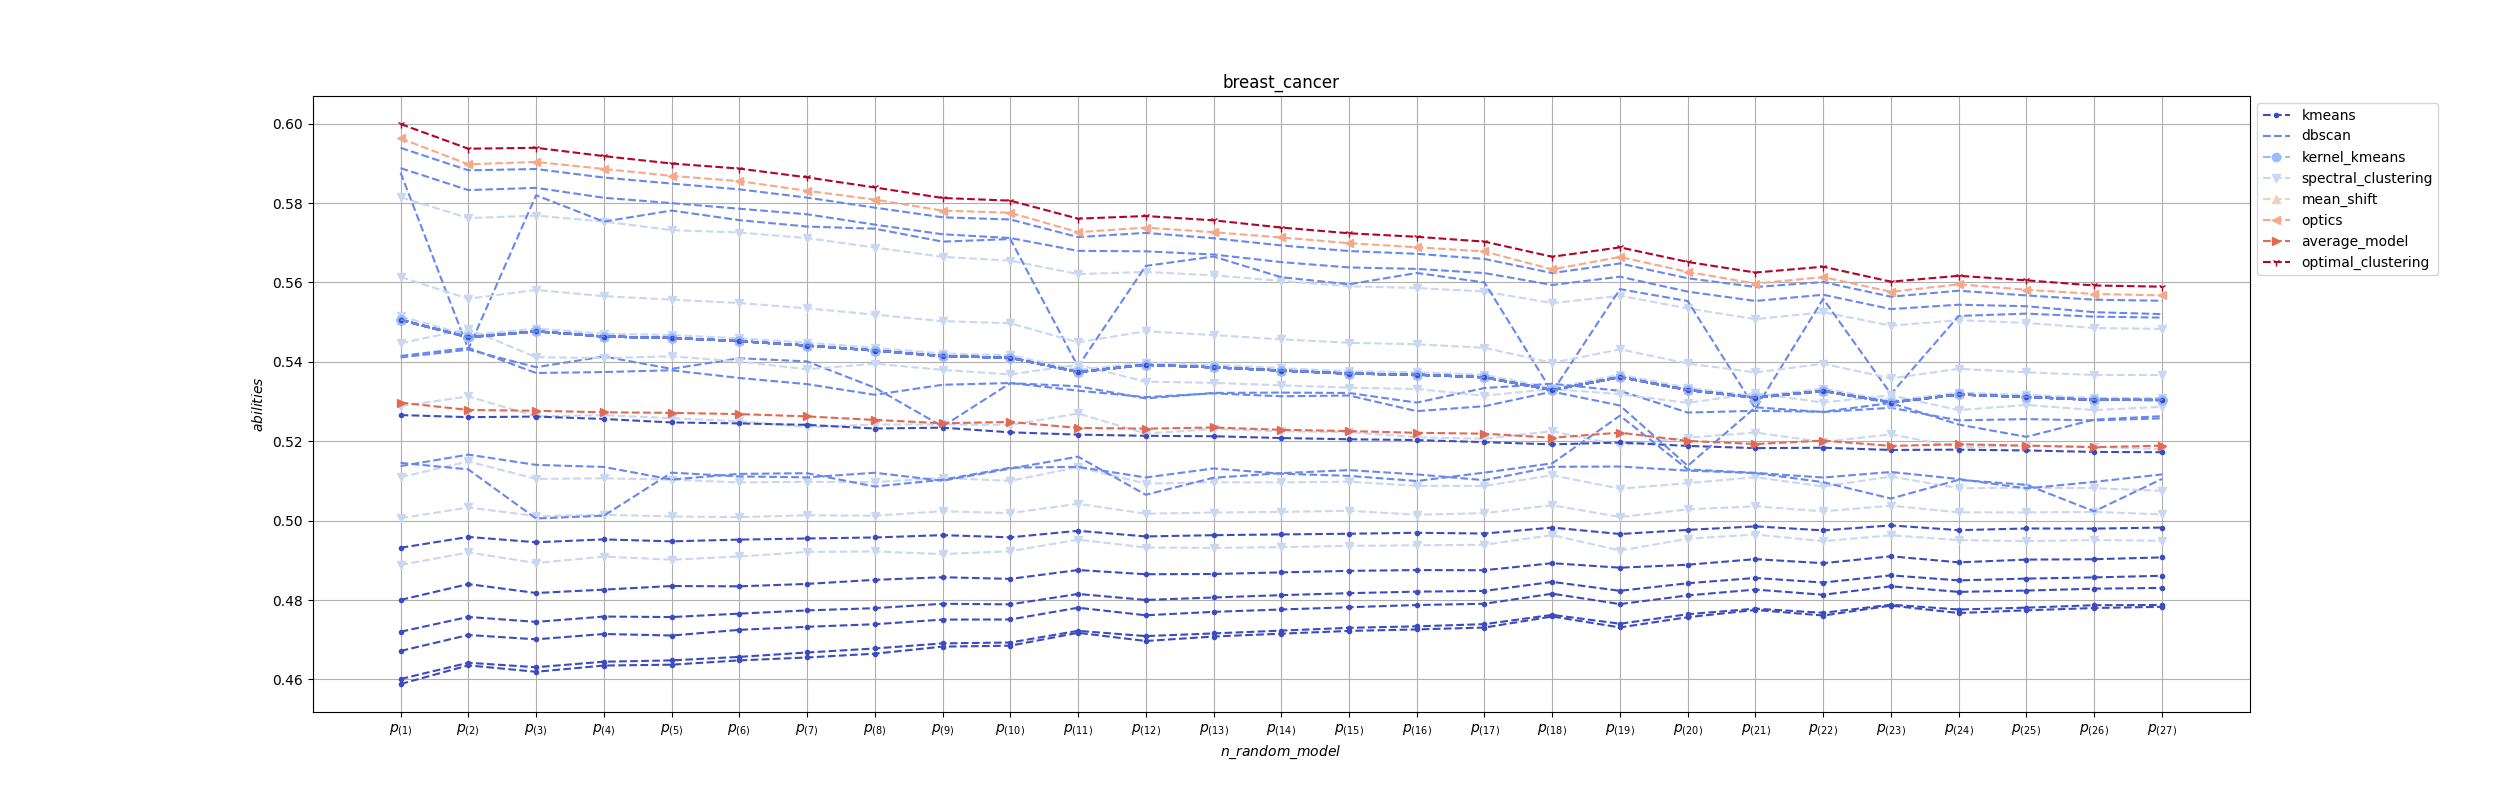 breast_cancer
0.60
0.58
0.56
0.54
0.52
0.50
0.48
0.46
abilities
p(1) p(2) p(3) p(4) p(5) p(6) p(7) p(8) p(9) p(10) p(11) p(12) p(13) p(14) p(15) p(16) p(17) p(18) p(19) p(20) p(21) p(22) p(23) p(24) p(25) p(26) p(27)
n_random_model
kmeans
dbscan
kernel_kmeans
spectral_clustering
mean_shift
optics
average_model
optimal_clustering